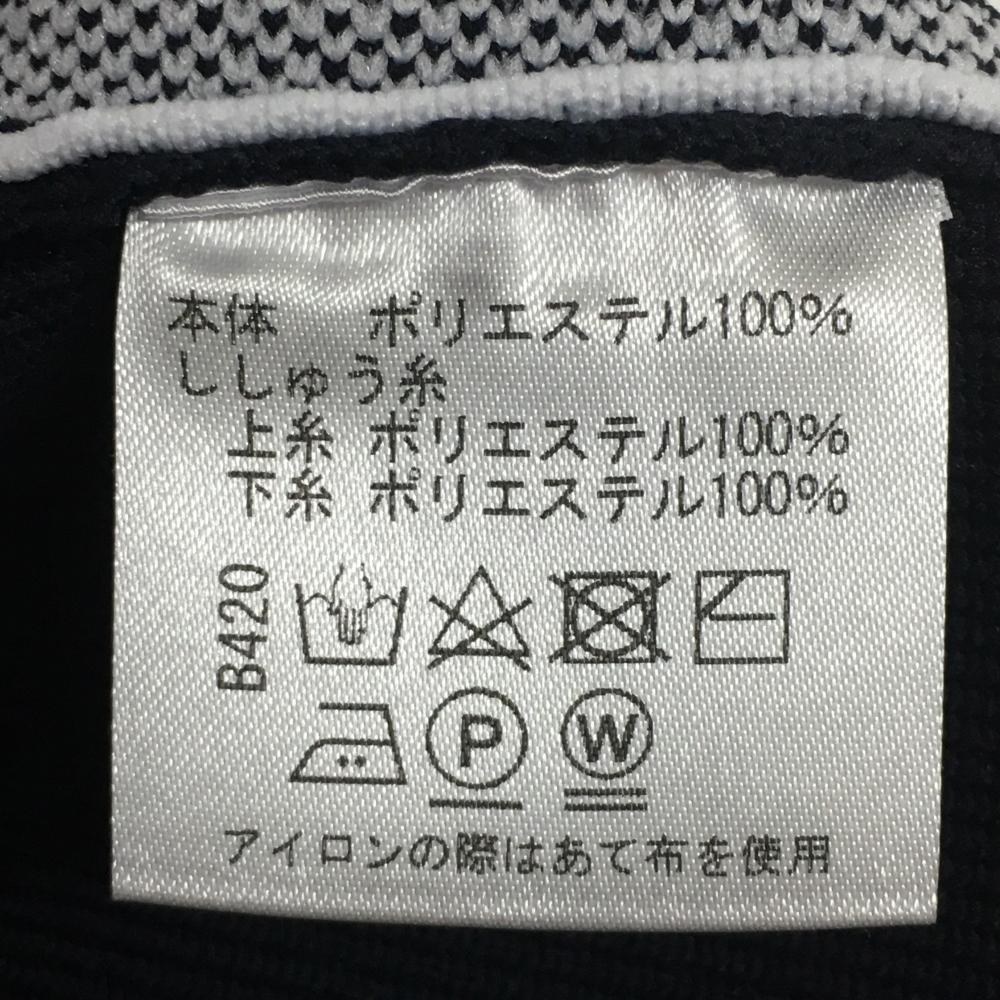 本体 ポリエステル100%
ししゅう糸
上糸 ポリエステル100%
下糸 ポリエステル100%
B420
P W
アイロンの際はあて布を使用